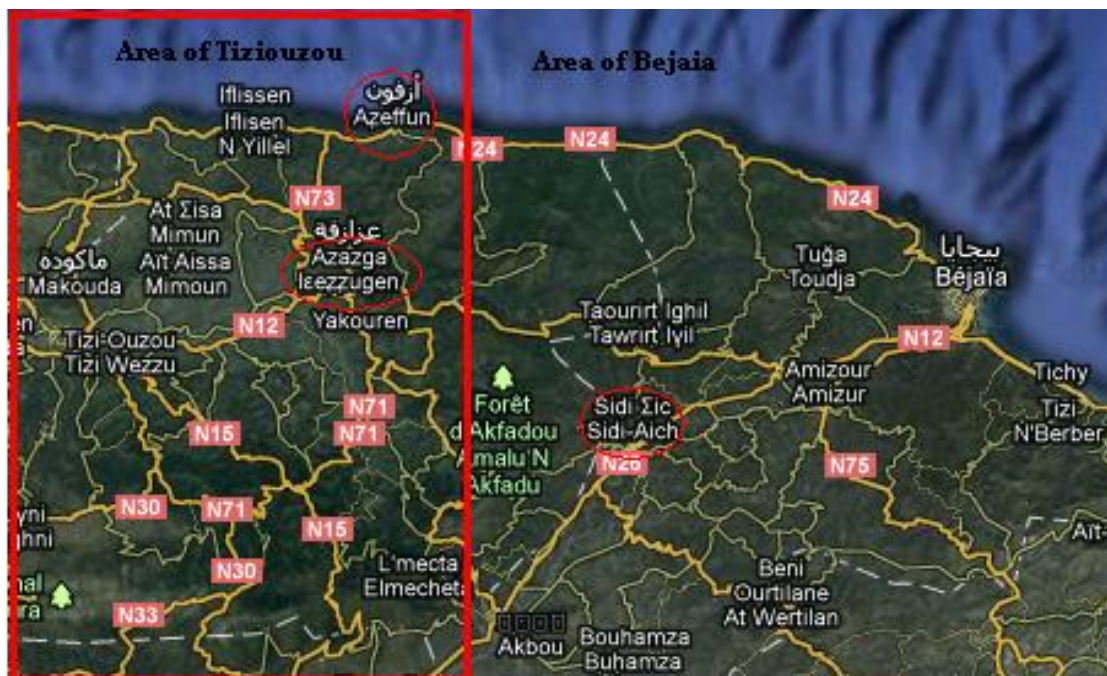 Area of Tiziouzou
Area of Bejaia
Iflissen
Iflisen
N Yillel
أزفون
Azeffun
N24
N24
N73
N24
At Σisa
Mimun
Aït Aissa
Mimoun
عزازقة
Azazga
Iɛezzugen
ماكودة
Makouda
Tuğa
Toudja
بيجايا
Béjaïa
N12
Yakouren
Taourirt Ighil
Tawrirt Iɣil
N12
Tizi-Ouzou
Tizi Wezzu
Amizour
Amizur
Tichy
Forêt
d'Akfadou
Amalu N
Akfadu
Sidi Σic
Sidi-Aich
Tizi
N'Berber
N71
N71
N15
N26
N75
N30
N71
N15
N30
L'mecta
Elmechet
Beni
Ourtilane
At Wertilan
N33
Akbou
Bouhamza
Buhamza